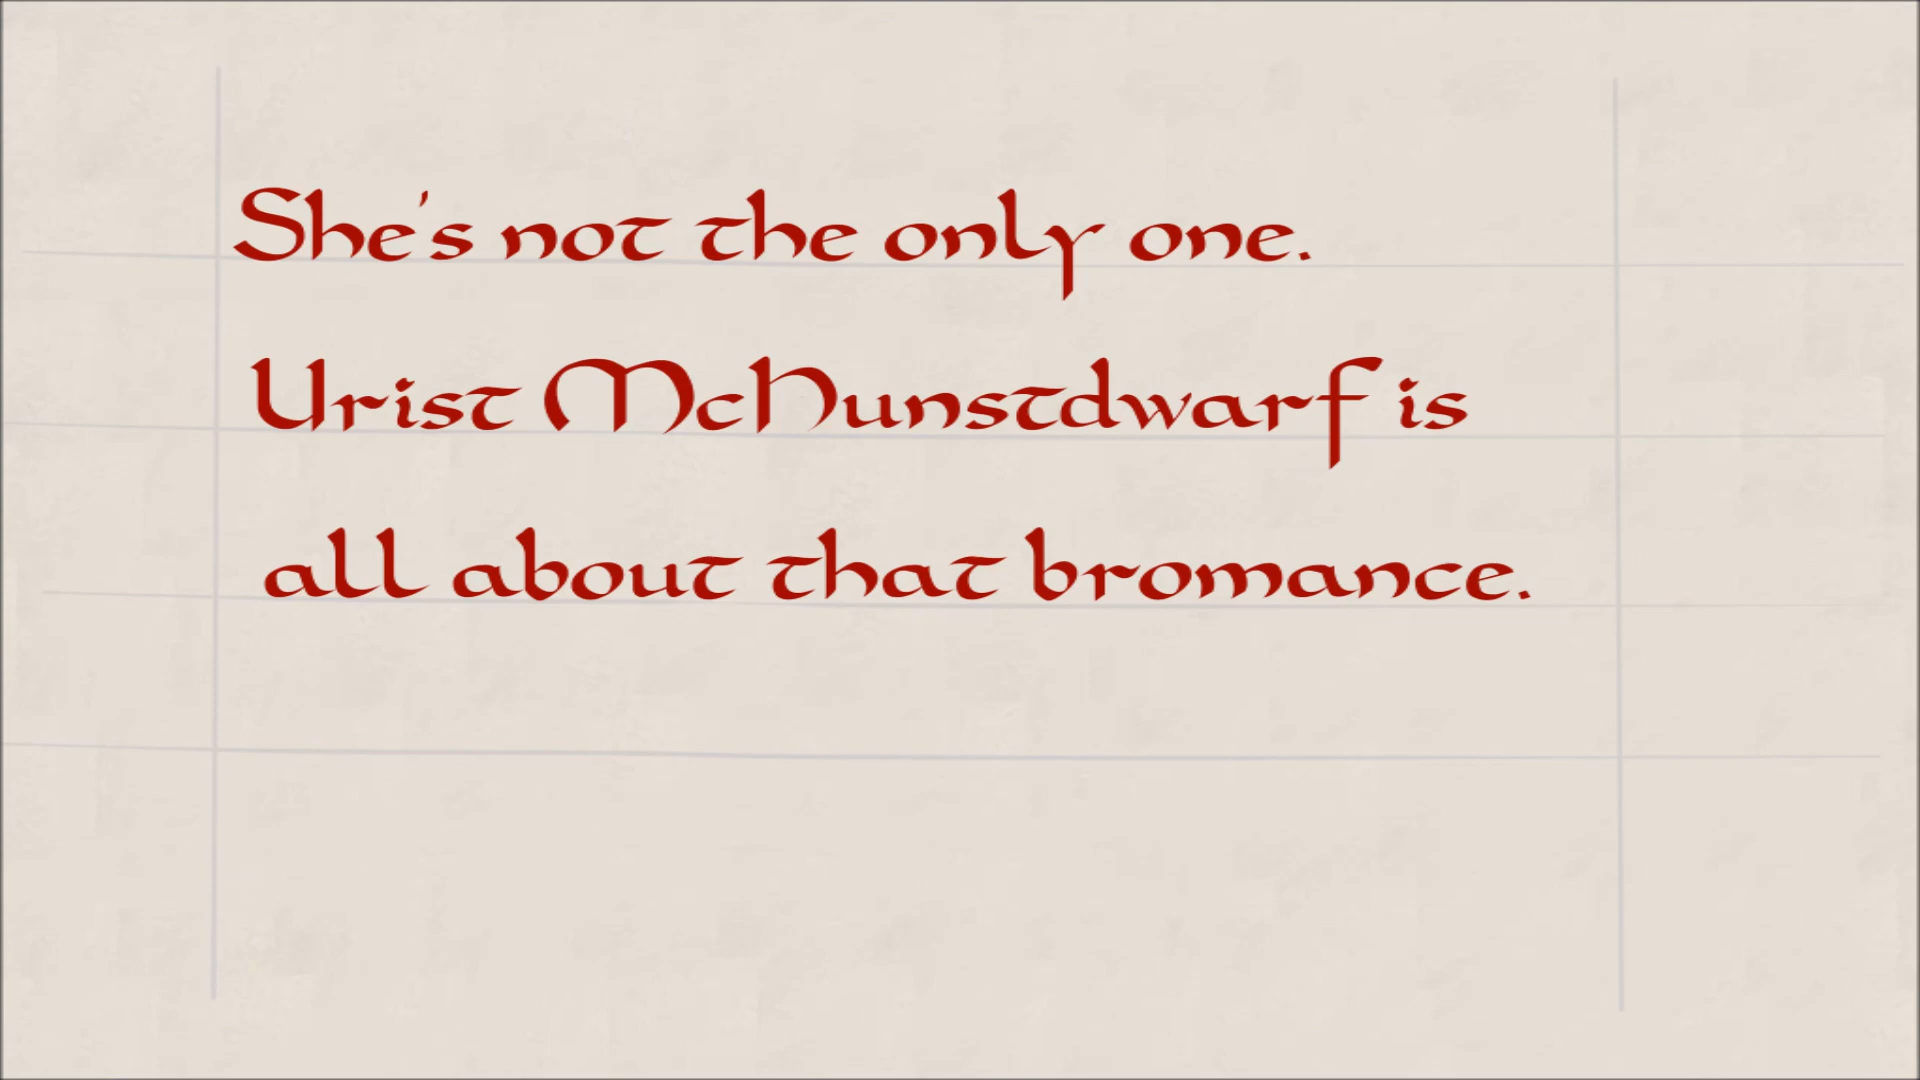 She's not the only one.
Urist McHunstdwarf is
all about that bromance.